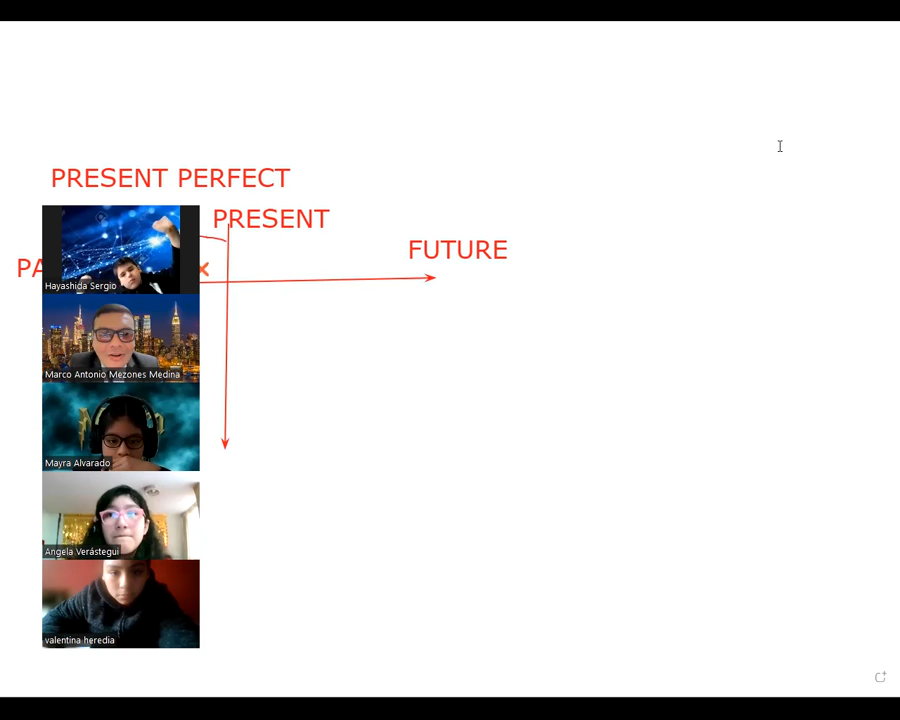 PRESENT PERFECT
PRESENT
FUTURE
PA
x
Hayashida Sergio
Marco Antonio Mezones Medina
Mayra Alvarado
Angela Verástegui
valentina heredia